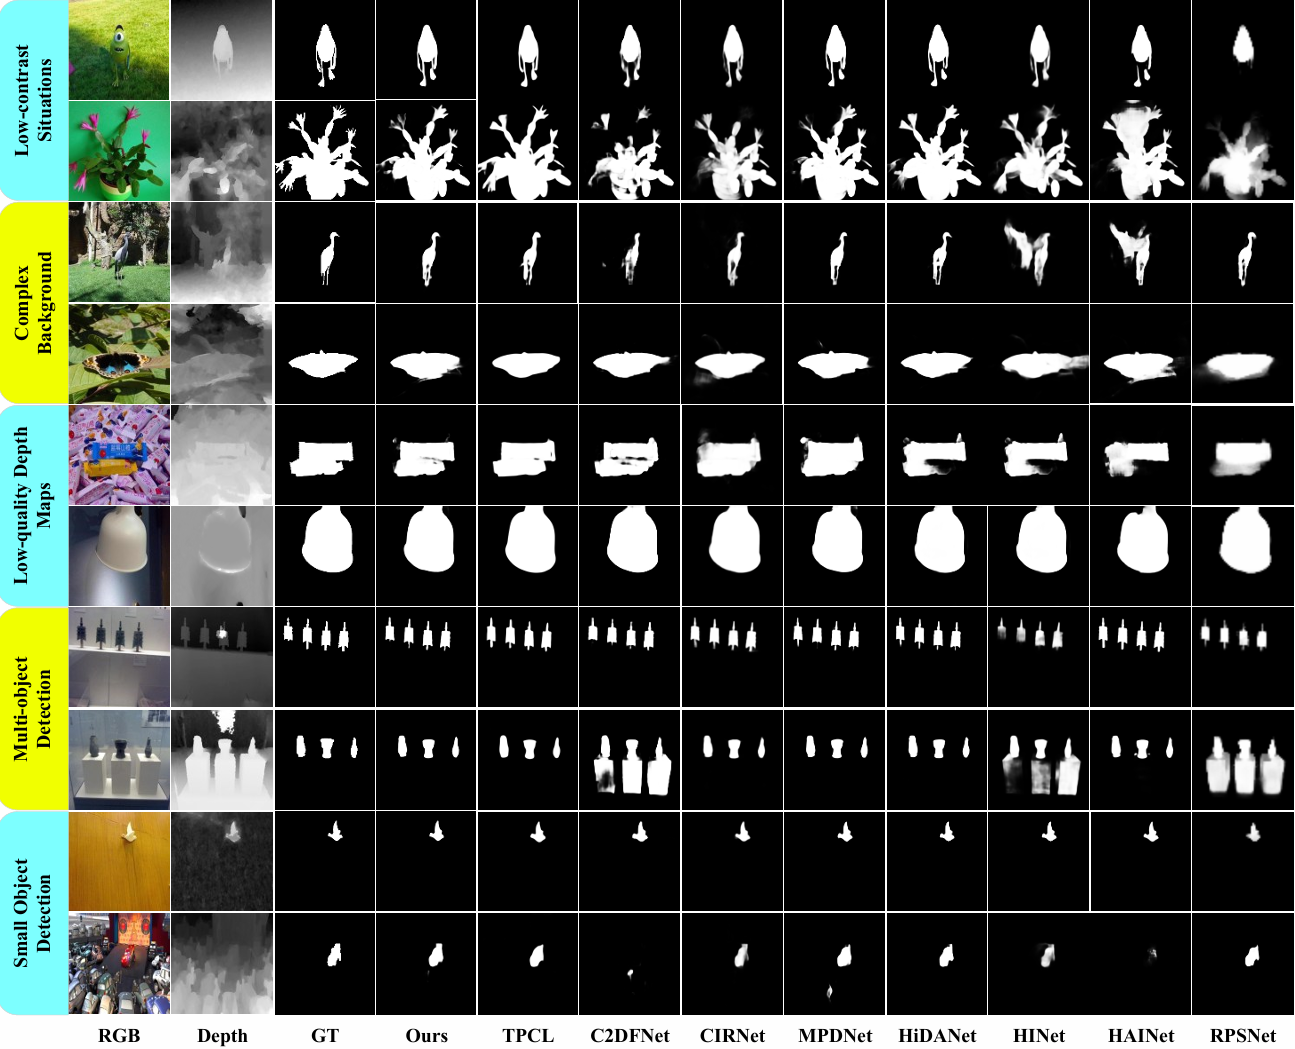 Low-contrast
Situations
Complex
Background
Low-quality Depth
Maps
Multi-object
Detection
Small Object
Detection
RGB Depth GT Ours TPCL C2DFNet CIRNet MPDNet HiDANet HINet HAINet RPSNet